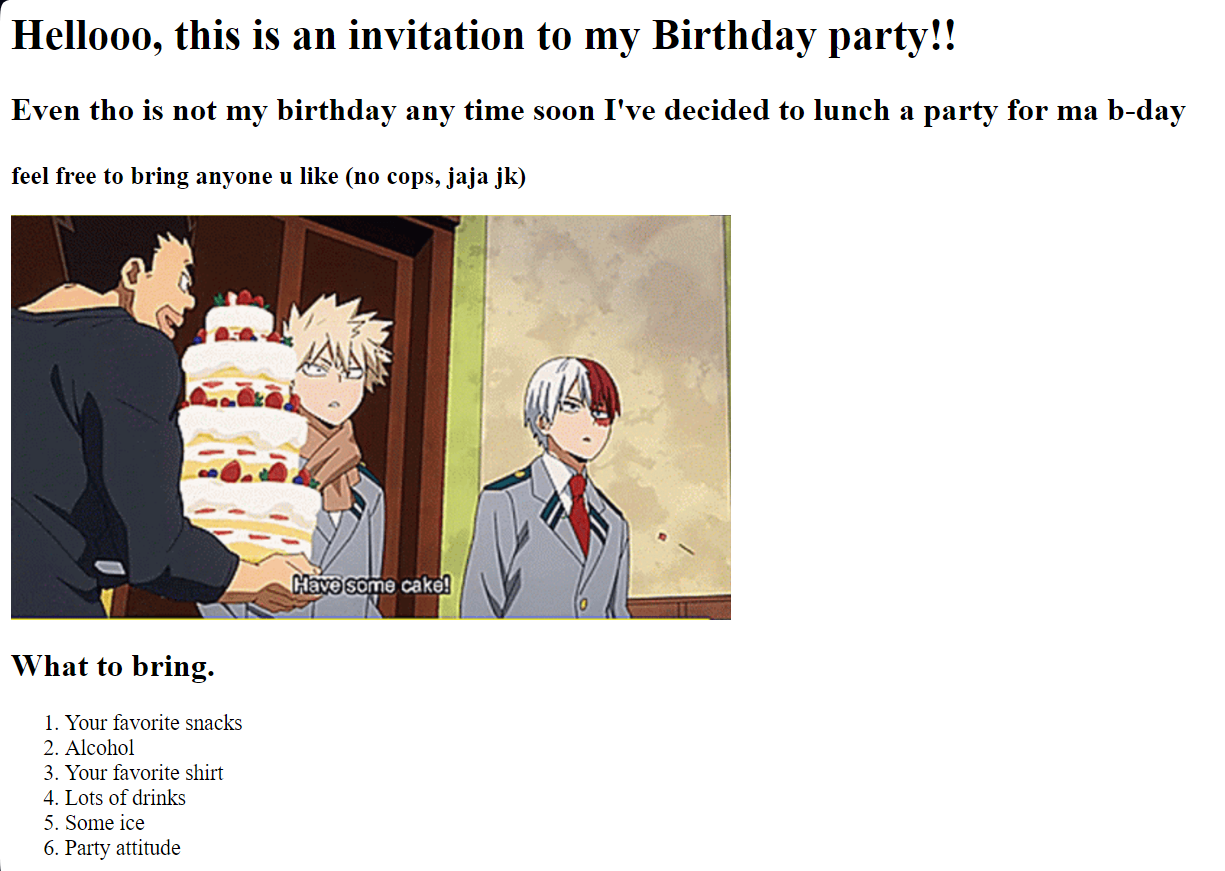 Hellooo, this is an invitation to my Birthday party!!
Even tho is not my birthday any time soon I've decided to lunch a party for ma b-day
feel free to bring anyone u like (no cops, jaja jk)
Have some cake!
What to bring.
1. Your favorite snacks
2. Alcohol
3. Your favorite shirt
4. Lots of drinks
5. Some ice
6. Party attitude